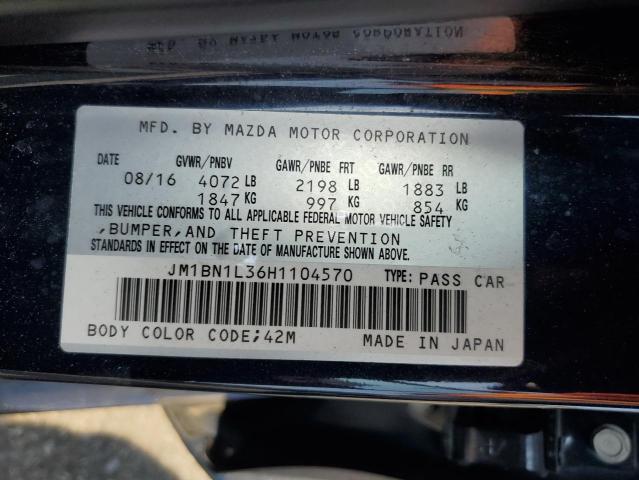 MFD. BY MAZDA MOTOR CORPORATION
DATE GVWR/PNBV GAWR/PNBE FRT GAWR/PNBE RR
08/16 4072 LB 2198 LB 1883 LB
1847 KG 997 KG 854 KG
THIS VEHICLE CONFORMS TO ALL APPLICABLE FEDERAL MOTOR VEHICLE SAFETY
,BUMPER,AND THEFT PREVENTION
STANDARDS IN EFFECT ON THE DATE OF MANUFACTURE SHOWN ABOVE.
JM1BN1L36H1104570 TYPE: PASS CAR
BODY COLOR CODE;42M MADE IN JAPAN